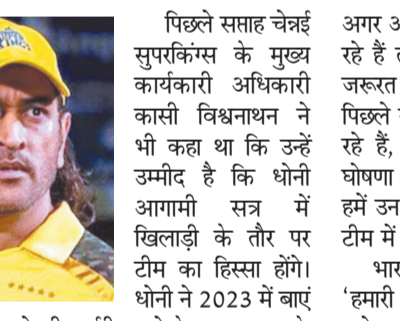 पिछले सप्ताह चेन्नई
सुपरकिंग्स के मुख्य
कार्यकारी अधिकारी
कासी विश्वनाथन ने
भी कहा था कि उन्हें
उम्मीद है कि धोनी
आगामी सत्र में
खिलाड़ी के तौर पर
टीम का हिस्सा होंगे।
धोनी ने 2023 में बाएं
अगर
रहे हैं
जरूरत
पिछले
रहे हैं,
घोषणा
हमें उन
टीम में
भार
‘हमारी